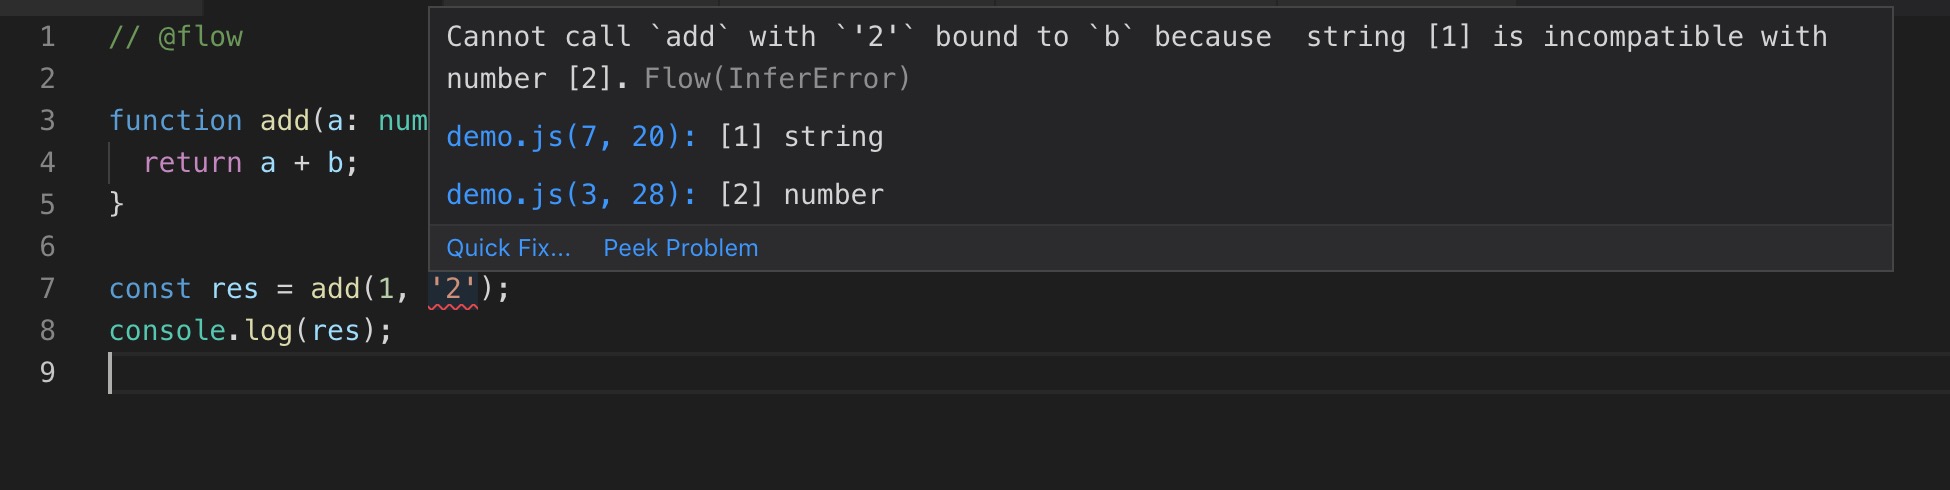 1 // @flow
2
3 function add(a: num
4 return a + b;
5 }
6
7 const res = add(1, '2');
8 console.log(res);
9
Cannot call `add` with `'2'` bound to `b` because  string [1] is incompatible with
number [2]. Flow(InferError)
demo.js(7, 20): [1] string
demo.js(3, 28): [2] number
Quick Fix... Peek Problem